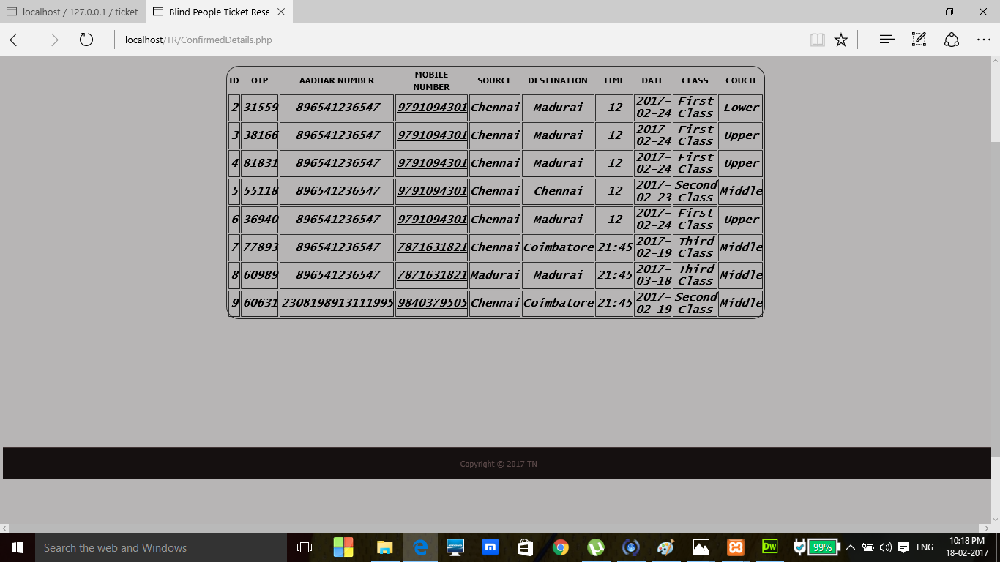 localhost / 127.0.0.1 / ticket
Blind People Ticket Rese
localhost/TR/ConfirmedDetails.php
ID OTP AADHAR NUMBER MOBILE NUMBER SOURCE DESTINATION TIME DATE CLASS COUCH
2 31559 896541236547 9791094301 Chennai Madurai 12 2017-02-24 First Class Lower
3 38166 896541236547 9791094301 Chennai Madurai 12 2017-02-24 First Class Upper
4 81831 896541236547 9791094301 Chennai Madurai 12 2017-02-24 First Class Upper
5 55118 896541236547 9791094301 Chennai Chennai 12 2017-02-23 Second Class Middle
6 36940 896541236547 9791094301 Chennai Madurai 12 2017-02-24 First Class Upper
7 77893 896541236547 7871631821 Chennai Coimbatore 21:45 2017-02-19 Third Class Middle
8 60989 896541236547 7871631821 Madurai Madurai 21:45 2017-03-18 Third Class Middle
9 60631 2308198913111995 9840379505 Chennai Coimbatore 21:45 2017-02-19 Second Class Middle
Copyright © 2017 TN
Search the web and Windows
Dw
99%
ENG
10:18 PM
18-02-2017